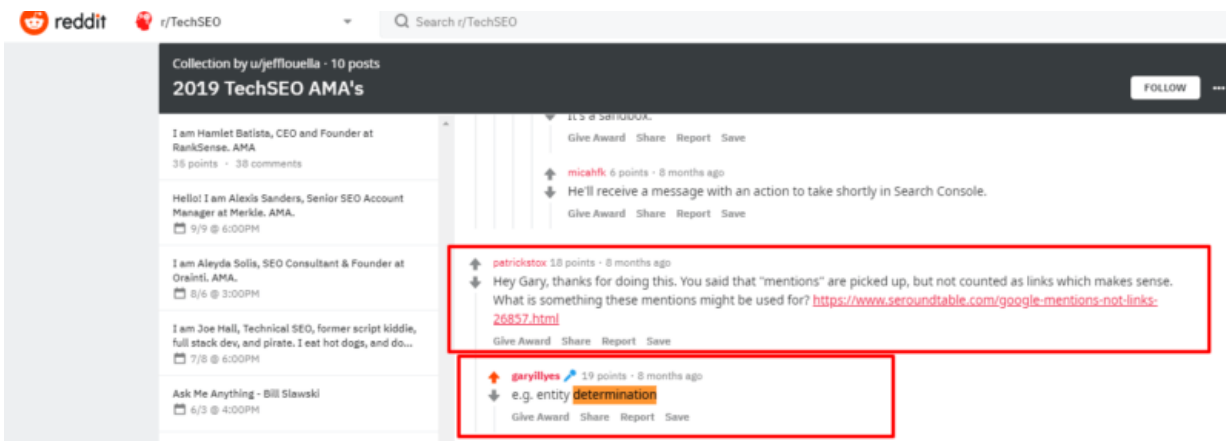 reddit
r/TechSEO
Search r/TechSEO
Collection by u/jefflouella · 10 posts
2019 TechSEO AMA's
FOLLOW
I am Hamlet Batista, CEO and Founder at
RankSense. AMA
36 points · 38 comments
Hello! I am Alexis Sanders, Senior SEO Account
Manager at Merkle. AMA.
9/9 @ 6:00PM
I am Aleyda Solis, SEO Consultant & Founder at
Orainti. AMA.
8/6 @ 3:00PM
I am Joe Hall, Technical SEO, former script kiddie,
full stack dev, and pirate. I eat hot dogs, and do...
7/8 @ 6:00PM
Ask Me Anything - Bill Slawski
6/3 @ 4:00PM
It's a sandbox.
Give Award Share Report Save
micahfk 6 points · 8 months ago
He'll receive a message with an action to take shortly in Search Console.
Give Award Share Report Save
patrickstox 18 points · 8 months ago
Hey Gary, thanks for doing this. You said that "mentions" are picked up, but not counted as links which makes sense.
What is something these mentions might be used for? https://www.seroundtable.com/google-mentions-not-links-
26857.html
Give Award Share Report Save
garyillyes 19 points · 8 months ago
e.g. entity determination
Give Award Share Report Save